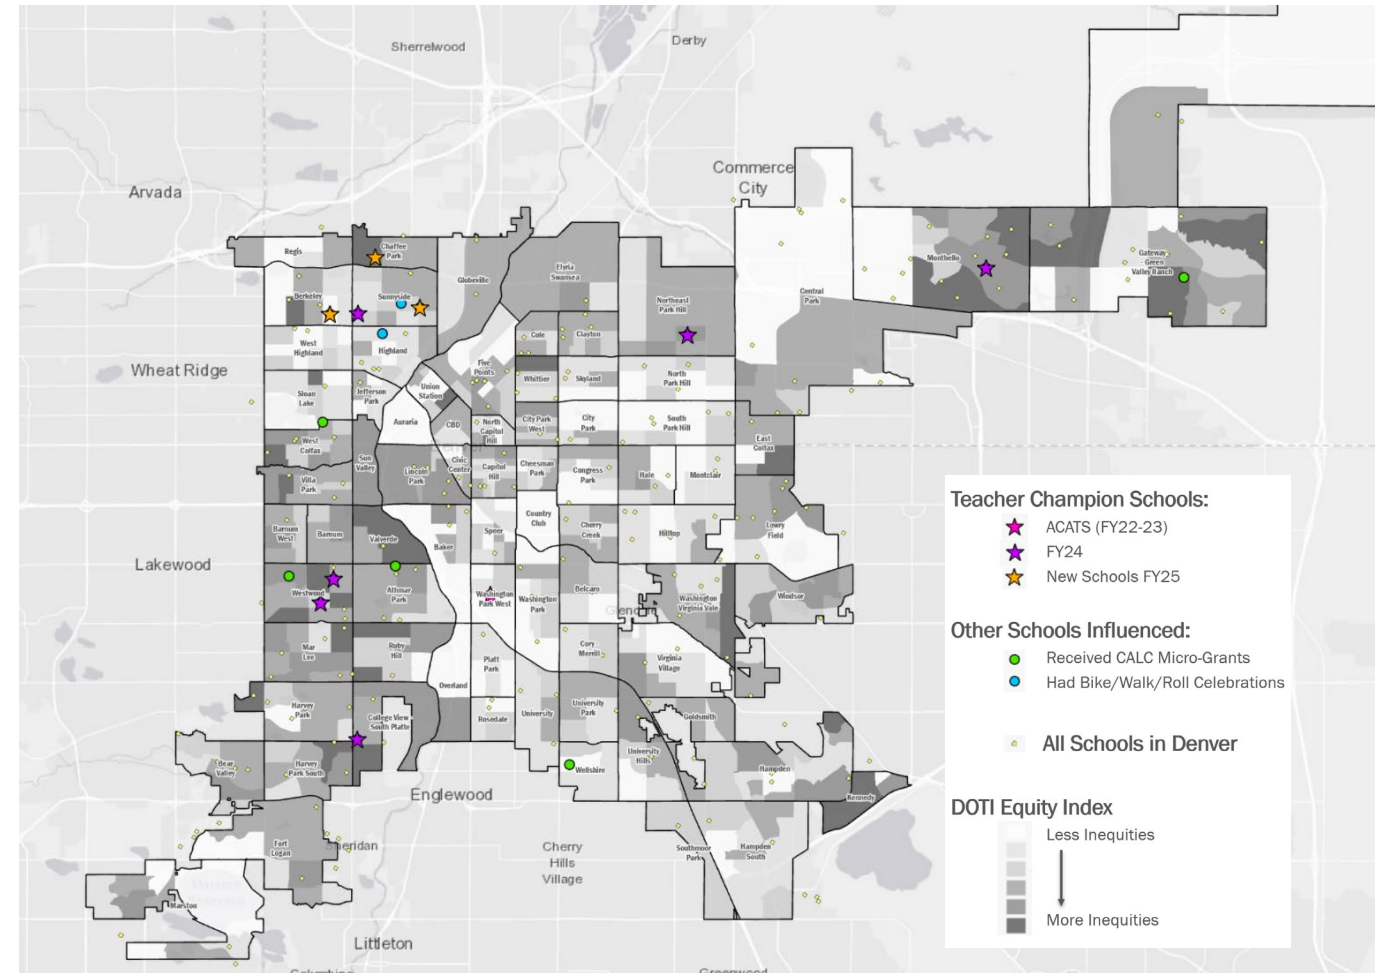 Sherrelwood
Derby
Commerce
City
Arvada
Regis
Chaffee
Park
Globeville
Elyria
Swansea
Montbello
Gateway
- Green
Valley Ranch
Berkeley
Sunnyside
Northeast
Park Hill
Central
Park
West
Highland
Highland
Cole
Clayton
Wheat Ridge
Five
Points
Whittier
Skyland
North
Park Hill
Sloan
Lake
Jefferson
Park
Union
Station
Auraria
CBD
North
Capitol
Hill
City Park
West
City
Park
South
Park Hill
West
Colfax
Sun
Valley
East
Colfax
Villa
Park
Lincoln
Park
Civic
Center
Capitol
Hill
Cheesman
Park
Congress
Park
Hale
Montclair
Barnum
West
Barnum
Valverde
Baker
Speer
Country
Club
Cherry
Creek
Hilltop
Lowry
Field
Lakewood
Westwood
Athmar
Park
Washington
Park West
Washington
Park
Belcaro
Glendale
Washington
Virginia Vale
Windsor
Mar
Lee
Ruby
Hill
Overland
Platt
Park
Cory -
Merrill
Virginia
Village
Harvey
Park
College View
South Platte
Rosedale
University
University
Park
Goldsmith
Bear
Valley
Harvey
Park South
Wellshire
University
Hills
Hampden
Kennedy
Englewood
Fort
Logan
Sheridan
Cherry
Hills
Village
Southmoor
Park
Hampden
South
Marston
Littleton
Columbine
Greenwood
Teacher Champion Schools:
ACATS (FY22-23)
FY24
New Schools FY25
Other Schools Influenced:
Received CALC Micro-Grants
Had Bike/Walk/Roll Celebrations
All Schools in Denver
DOTI Equity Index
Less Inequities
More Inequities